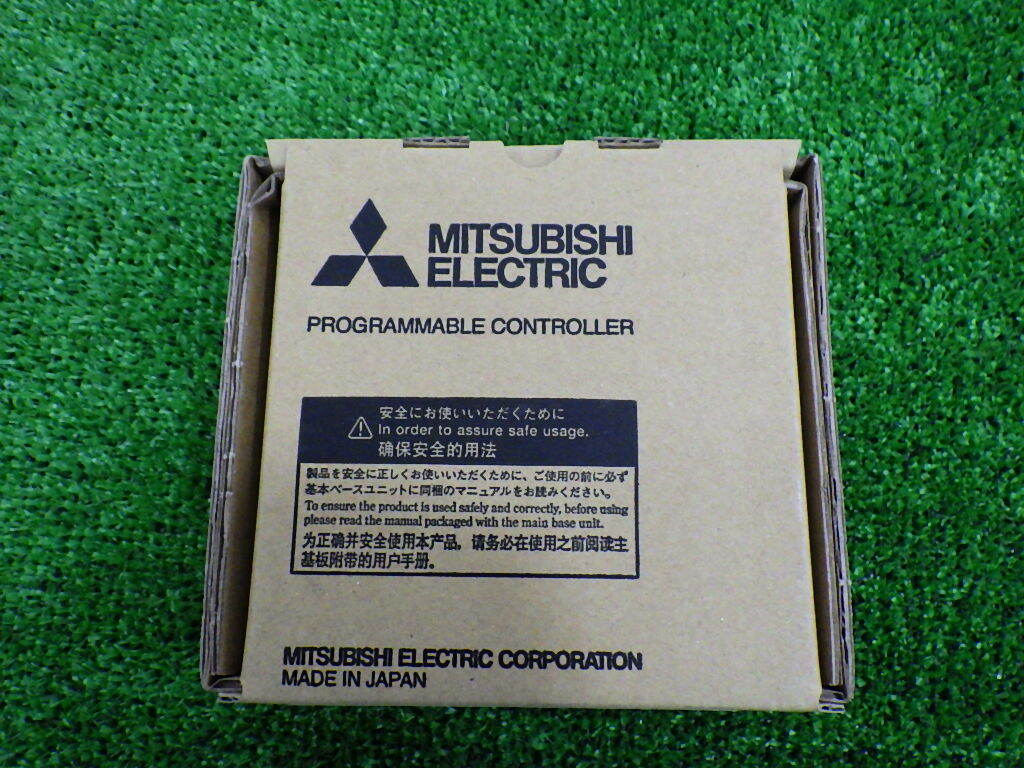 MITSUBISHI
ELECTRIC
PROGRAMMABLE CONTROLLER
安全にお使いいただくために
In order to assure safe usage.
确保安全的用法
製品を安全に正しくお使いいただくために、ご使用の前に必ず
基本ベースユニットに同梱のマニュアルをお読みください。
To ensure the product is used safely and correctly, before using
please read the manual packaged with the main base unit.
为正确并安全使用本产品，请务必在使用之前阅读主
基板附带的用户手册。
MITSUBISHI ELECTRIC CORPORATION
MADE IN JAPAN